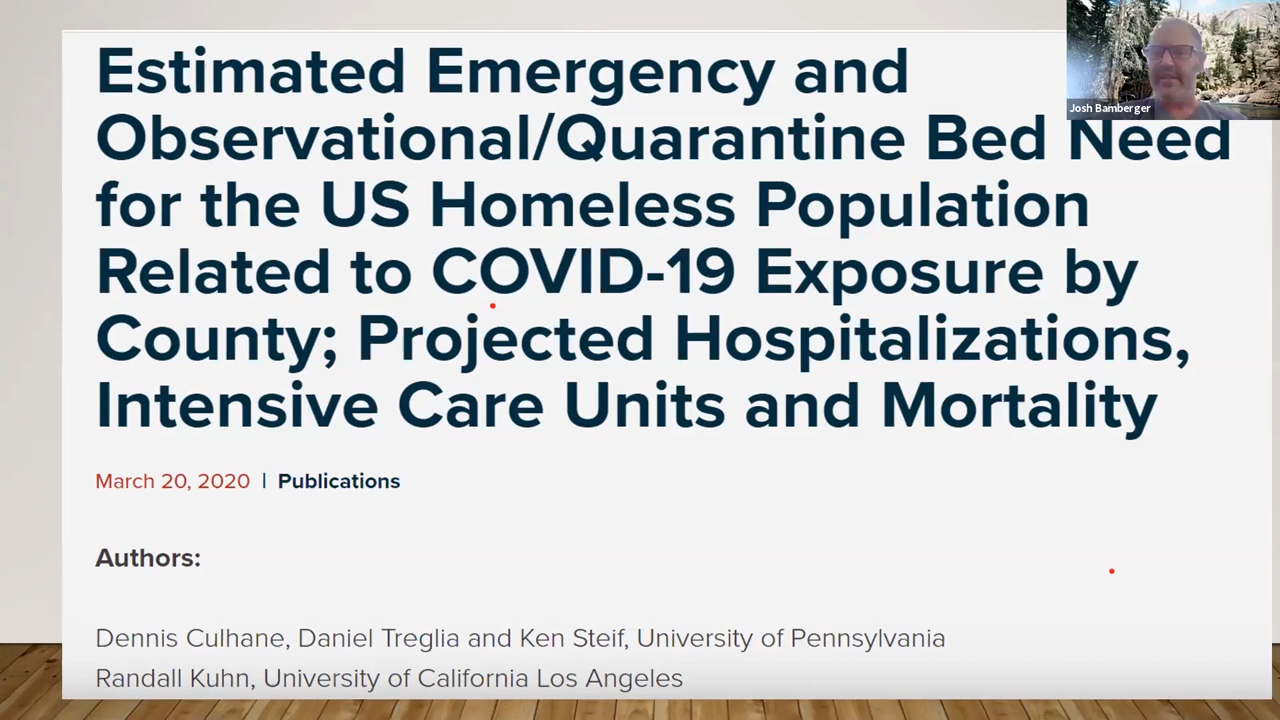 Estimated Emergency and
Observational/Quarantine Bed Need
for the US Homeless Population
Related to COVID-19 Exposure by
County; Projected Hospitalizations,
Intensive Care Units and Mortality
March 20, 2020 | Publications
Authors:
Dennis Culhane, Daniel Treglia and Ken Steif, University of Pennsylvania
Randall Kuhn, University of California Los Angeles
Josh Bamberger